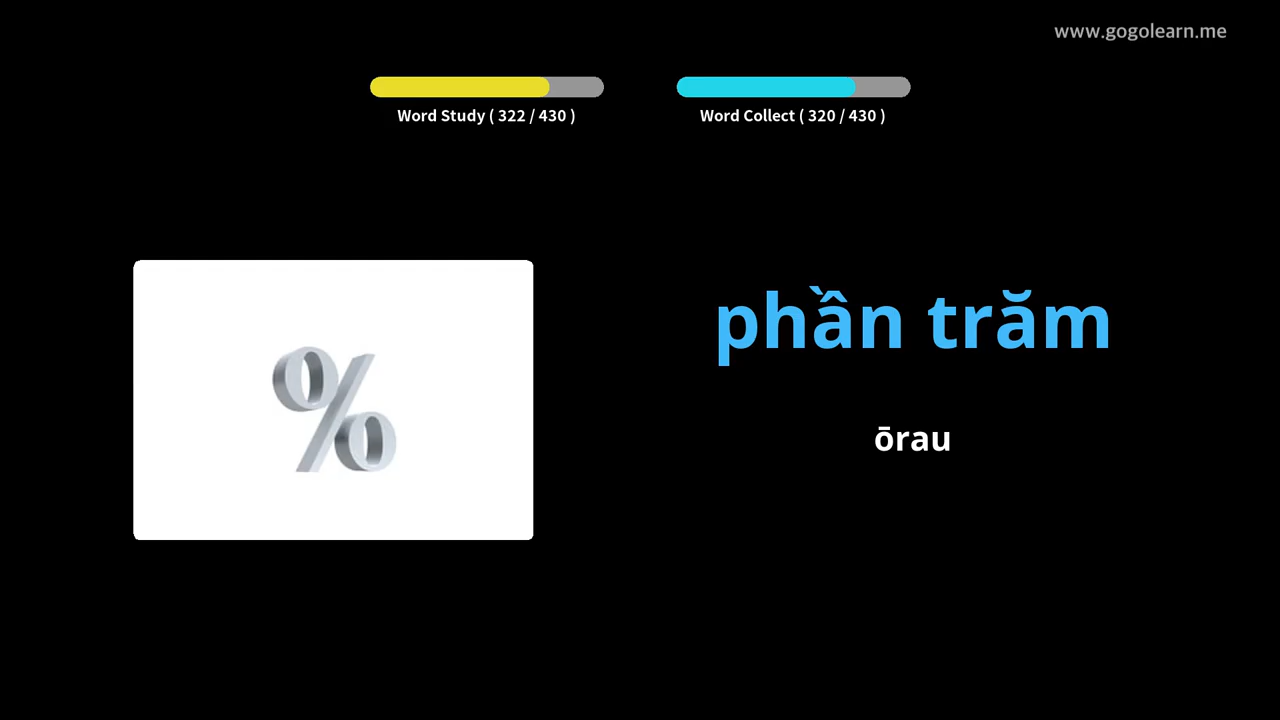 www.gogolearn.me
Word Study ( 322 / 430 )
Word Collect ( 320 / 430 )
%
phần trăm
ōrau